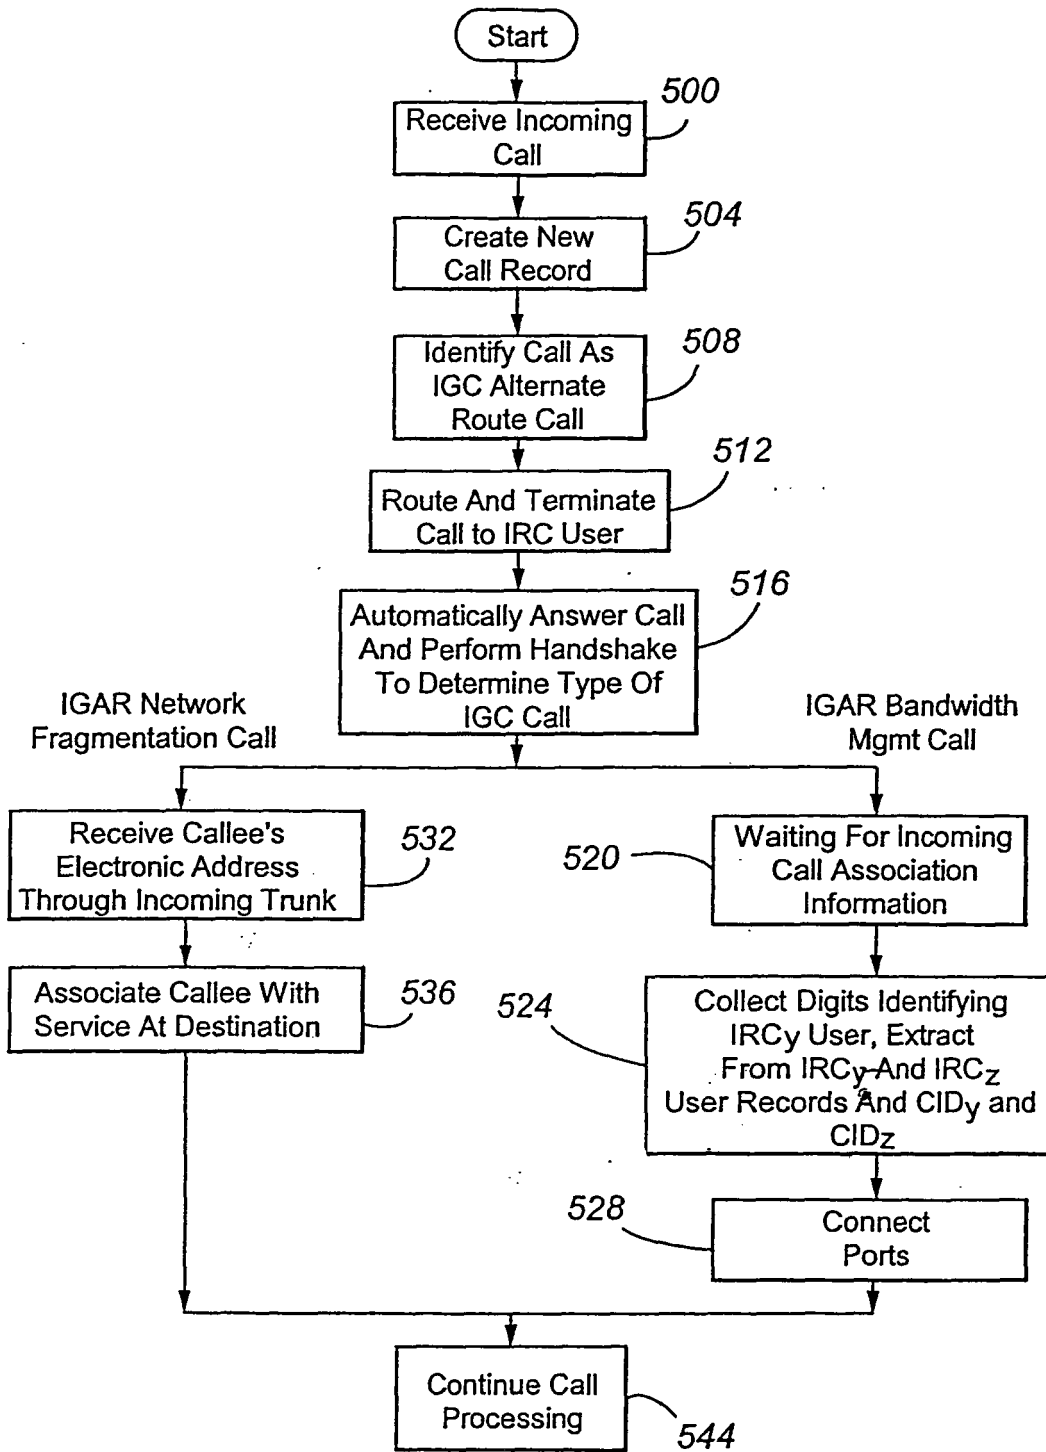 Start
500
Receive Incoming
Call
504
Create New
Call Record
508
Identify Call As
IGC Alternate
Route Call
512
Route And Terminate
Call to IRC User
516
Automatically Answer Call
And Perform Handshake
To Determine Type Of
IGC Call
IGAR Network
Fragmentation Call
IGAR Bandwidth
Mgmt Call
Receive Callee's
Electronic Address
Through Incoming Trunk
532
520
Waiting For Incoming
Call Association
Information
Associate Callee With
Service At Destination
536
524
Collect Digits Identifying
IRCy User, Extract
From IRCy And IRCz
User Records And CIDy and
CIDz
528
Connect
Ports
Continue Call
Processing
544